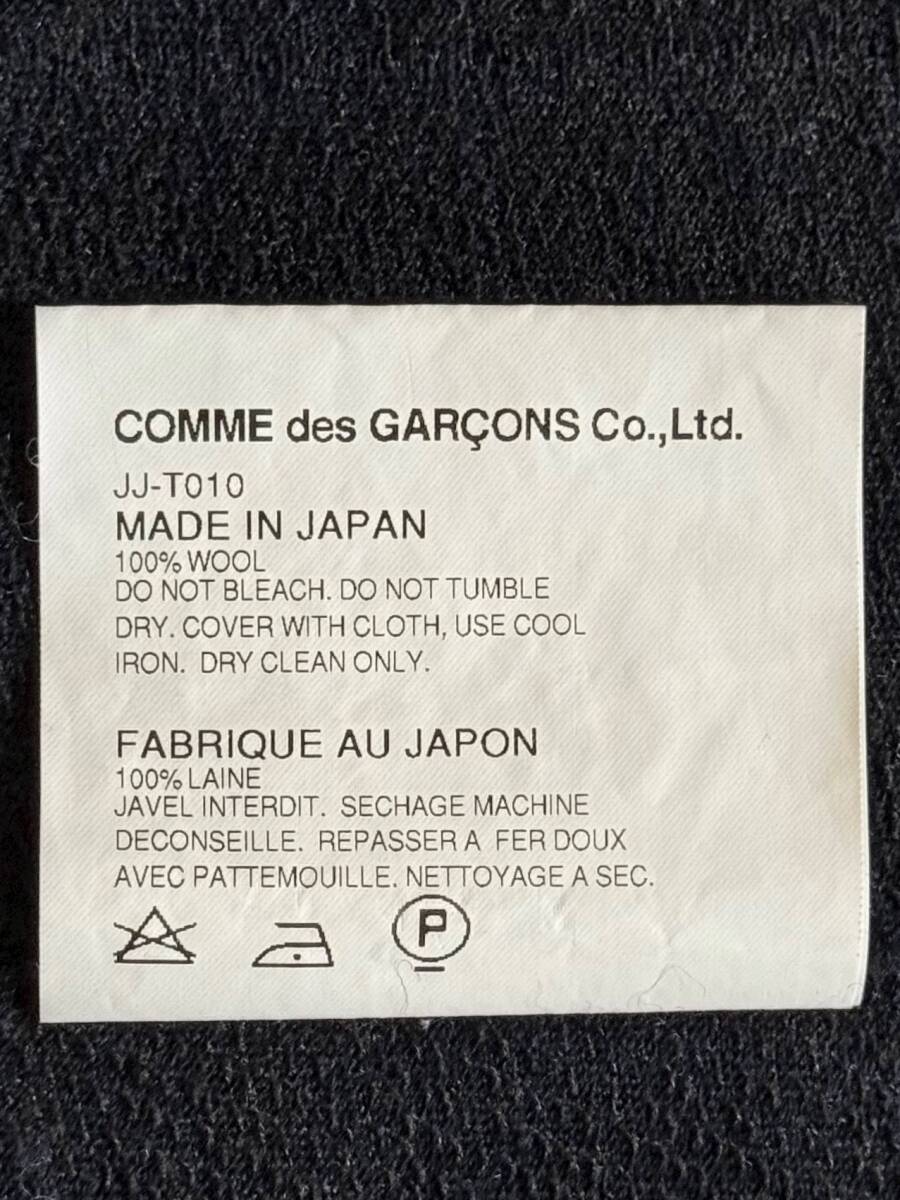 COMME des GARÇONS Co.,Ltd.
JJ-T010
MADE IN JAPAN
100% WOOL
DO NOT BLEACH. DO NOT TUMBLE
DRY. COVER WITH CLOTH, USE COOL
IRON. DRY CLEAN ONLY.
FABRIQUE AU JAPON
100% LAINE
JAVEL INTERDIT. SECHAGE MACHINE
DECONSEILLE. REPASSER A FER DOUX
AVEC PATTEMOUILLE. NETTOYAGE A SEC.
P